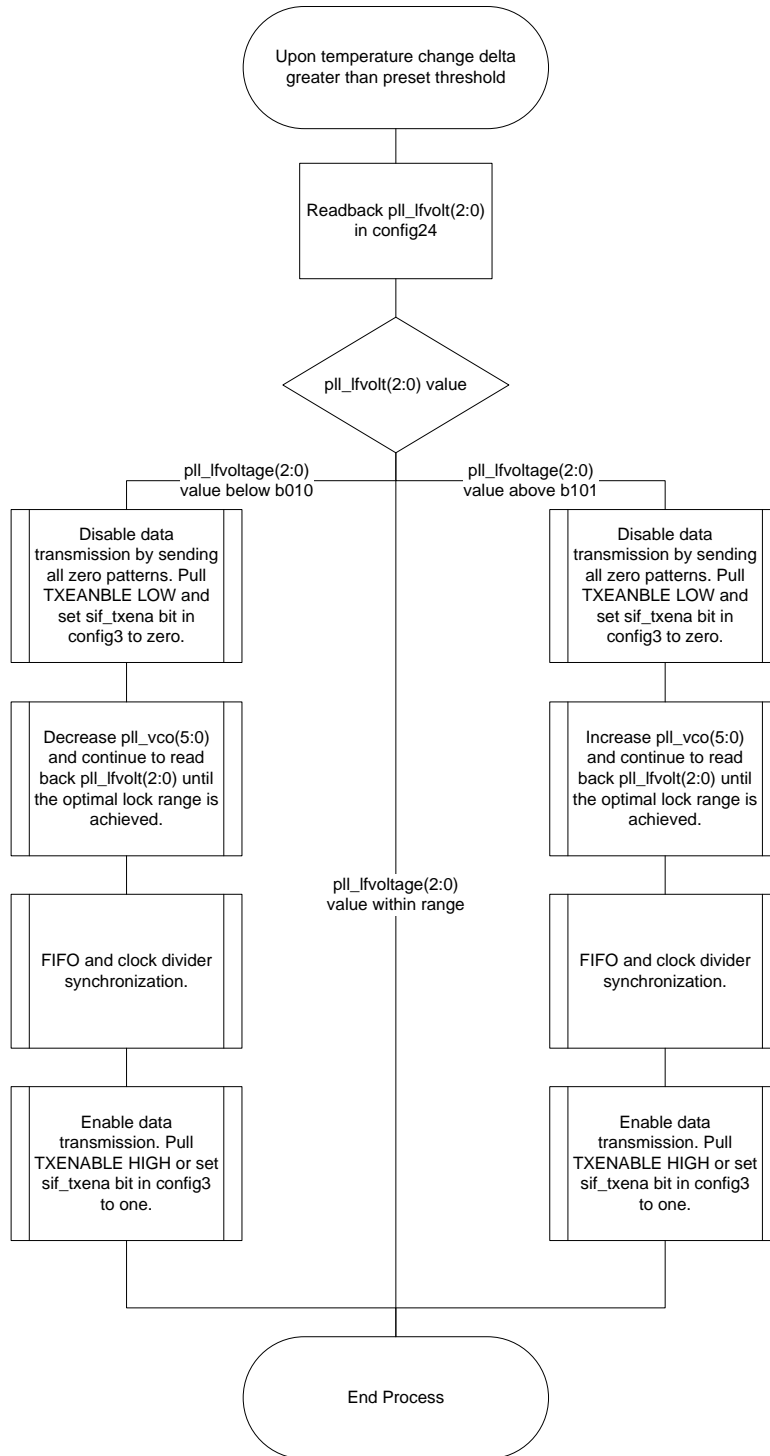 Upon temperature change delta
greater than preset threshold
Readback pll_lfvolt(2:0)
in config24
pll_lfvolt(2:0) value
pll_lfvoltage(2:0)
value below b010
pll_lfvoltage(2:0)
value above b101
Disable data
transmission by sending
all zero patterns. Pull
TXEANBLE LOW and
set sif_txena bit in
config3 to zero.
Disable data
transmission by sending
all zero patterns. Pull
TXEANBLE LOW and
set sif_txena bit in
config3 to zero.
Decrease pll_vco(5:0)
and continue to read
back pll_lfvolt(2:0) until
the optimal lock range is
achieved.
Increase pll_vco(5:0)
and continue to read
back pll_lfvolt(2:0) until
the optimal lock range is
achieved.
pll_lfvoltage(2:0)
value within range
FIFO and clock divider
synchronization.
FIFO and clock divider
synchronization.
Enable data
transmission. Pull
TXENABLE HIGH or set
sif_txena bit in config3
to one.
Enable data
transmission. Pull
TXENABLE HIGH or set
sif_txena bit in config3
to one.
End Process